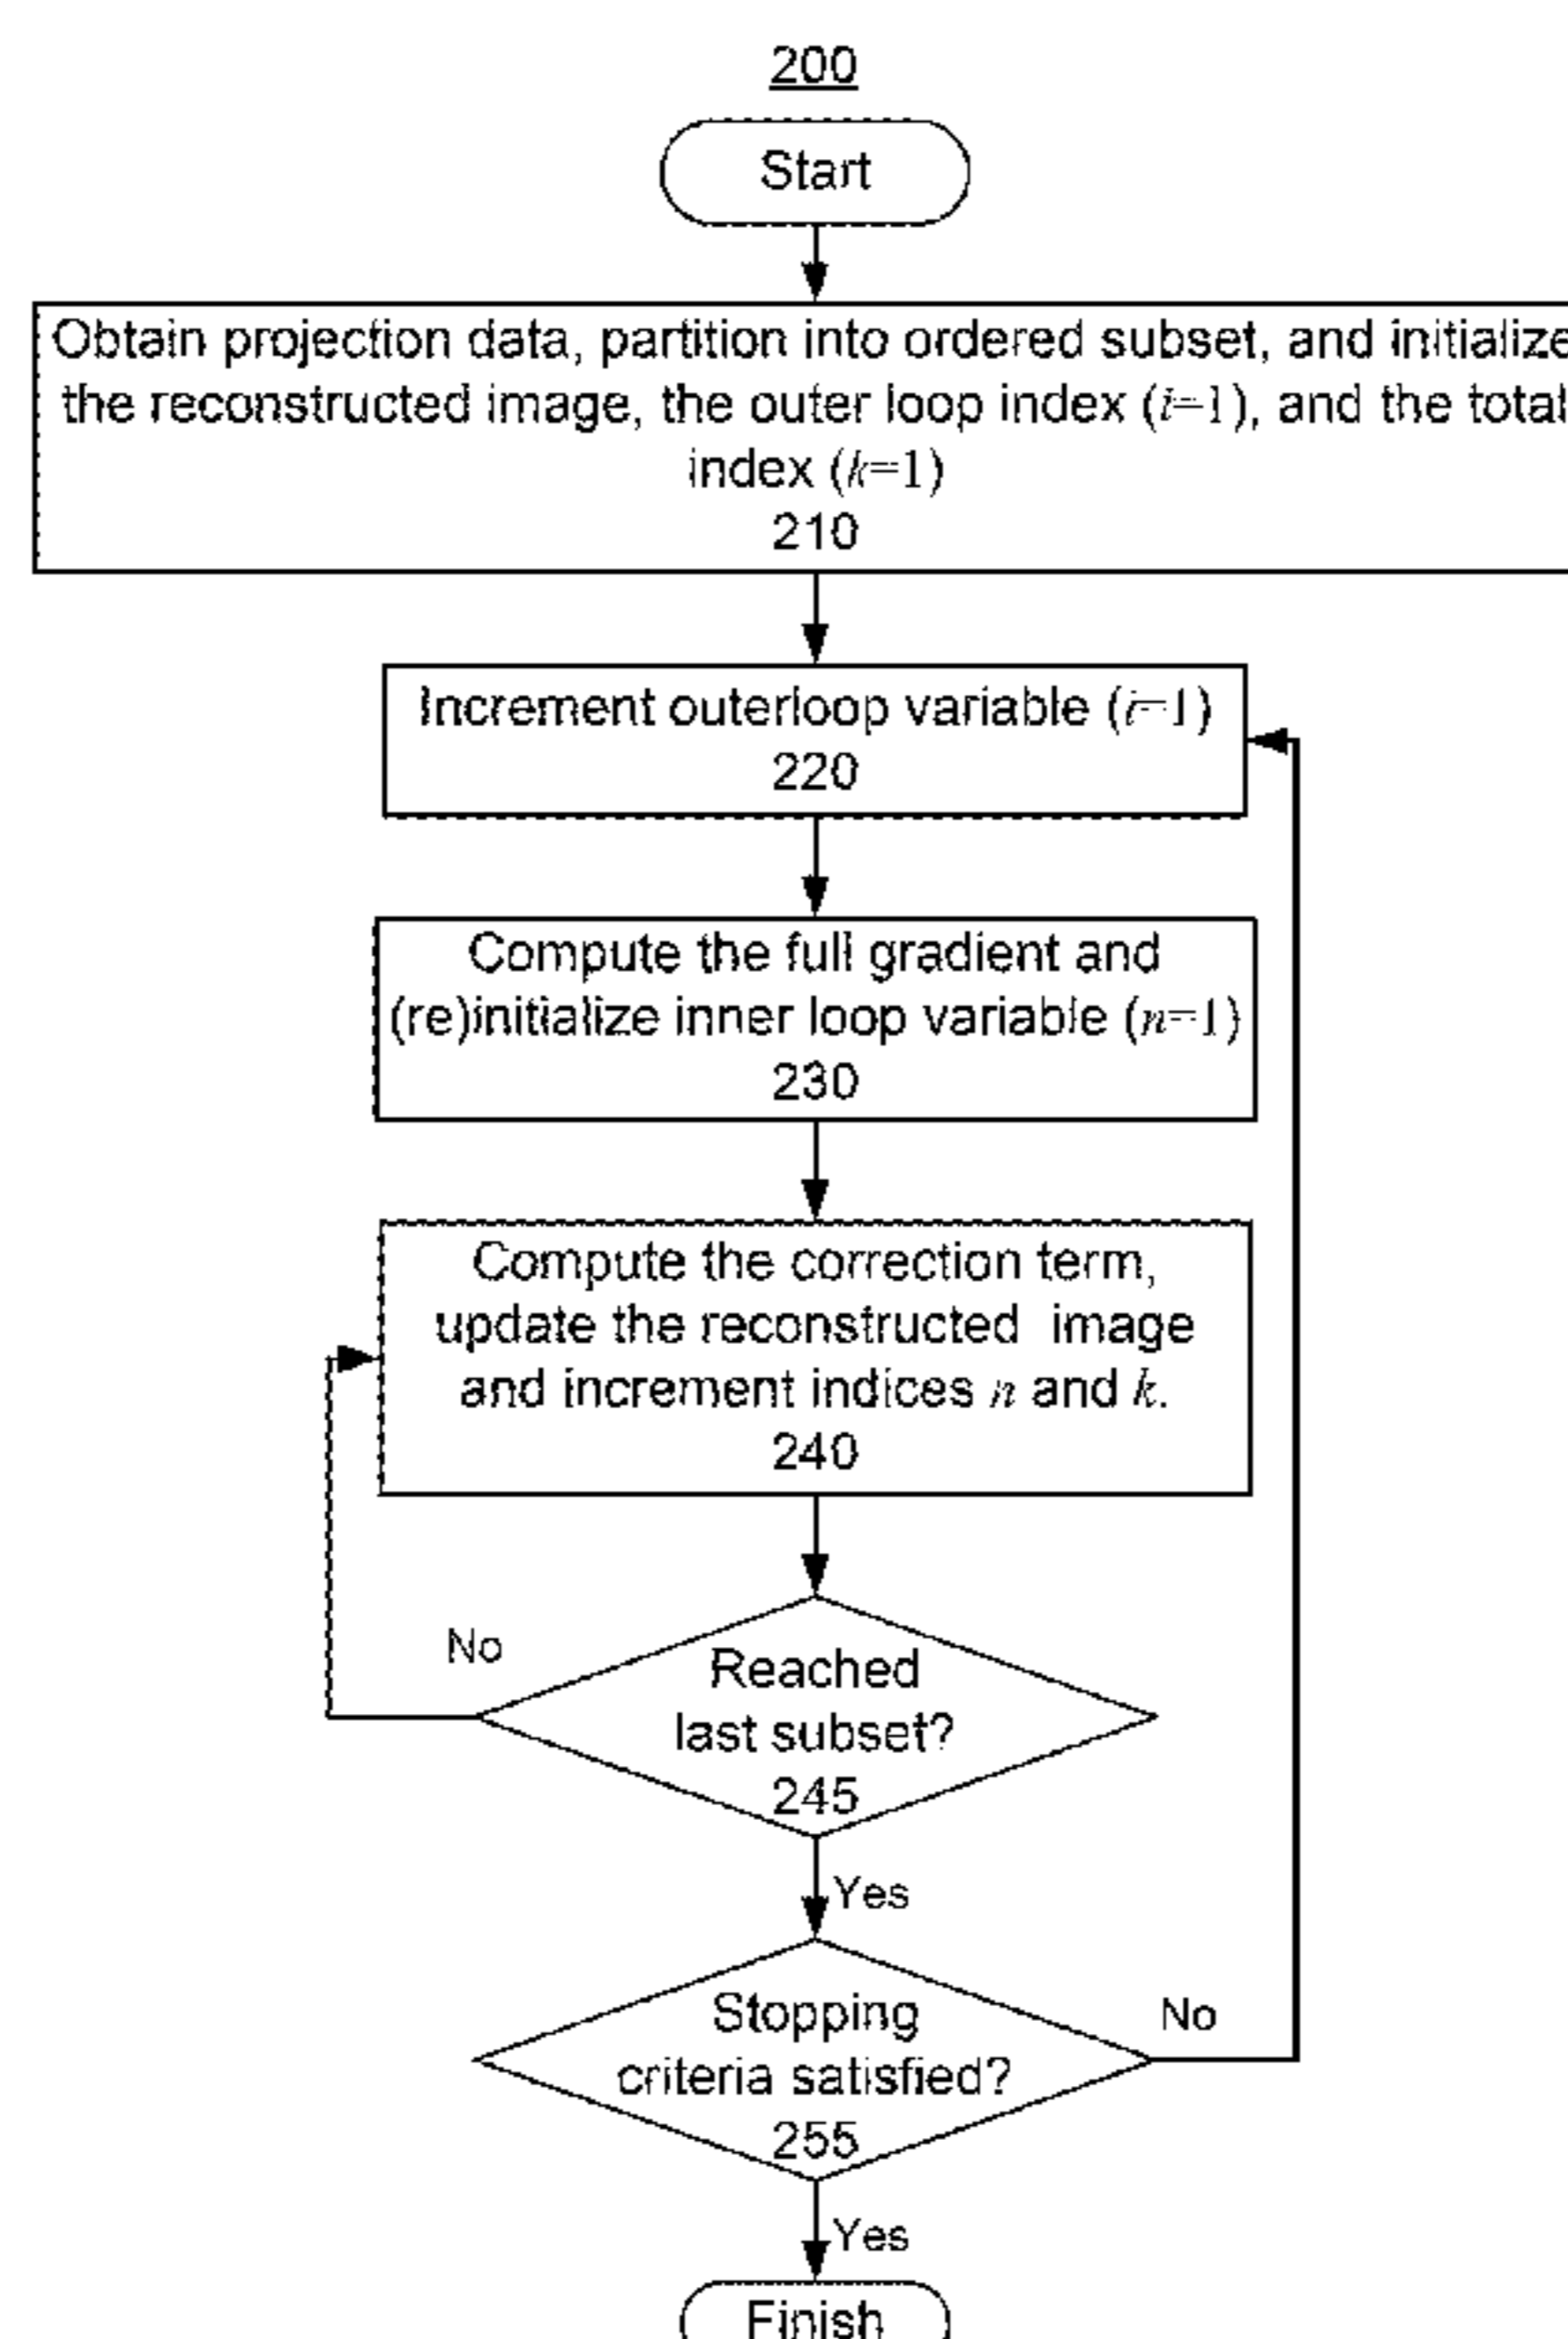 200
Start
Obtain projection data, partition into ordered subset, and initialize
the reconstructed image, the outer loop index (i=1), and the total
index (k=1)
210
Increment outerloop variable (i=1)
220
Compute the full gradient and
(re)initialize inner loop variable (n=1)
230
Compute the correction term,
update the reconstructed image
and increment indices n and k.
240
No
Reached
last subset?
245
Yes
Stopping
criteria satisfied?
255
No
Yes
Finish